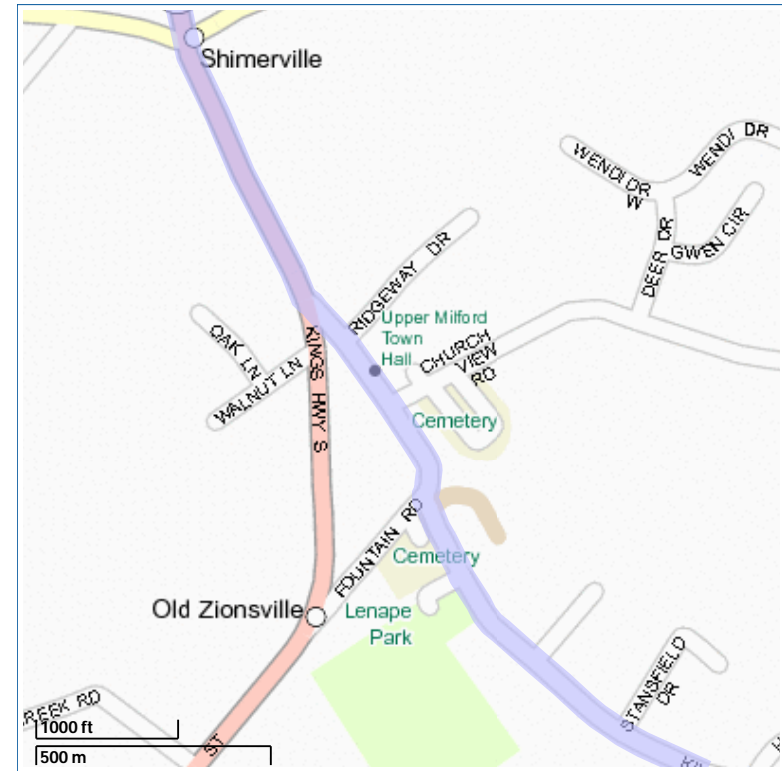 Shimerville
WENDI DR
WENDI DR
W
DEER DR
GWEN CIR
RIDGEWAY DR
Upper Milford
Town
Hall
CHURCH
VIEW
RD
OAK LN
WALNUT LN
KINGS HWY S
Cemetery
FOUNTAIN RD
Cemetery
Old Zionsville
Lenape
Park
STANSFIELD
DR
REEK RD
ST
1000 ft
500 m